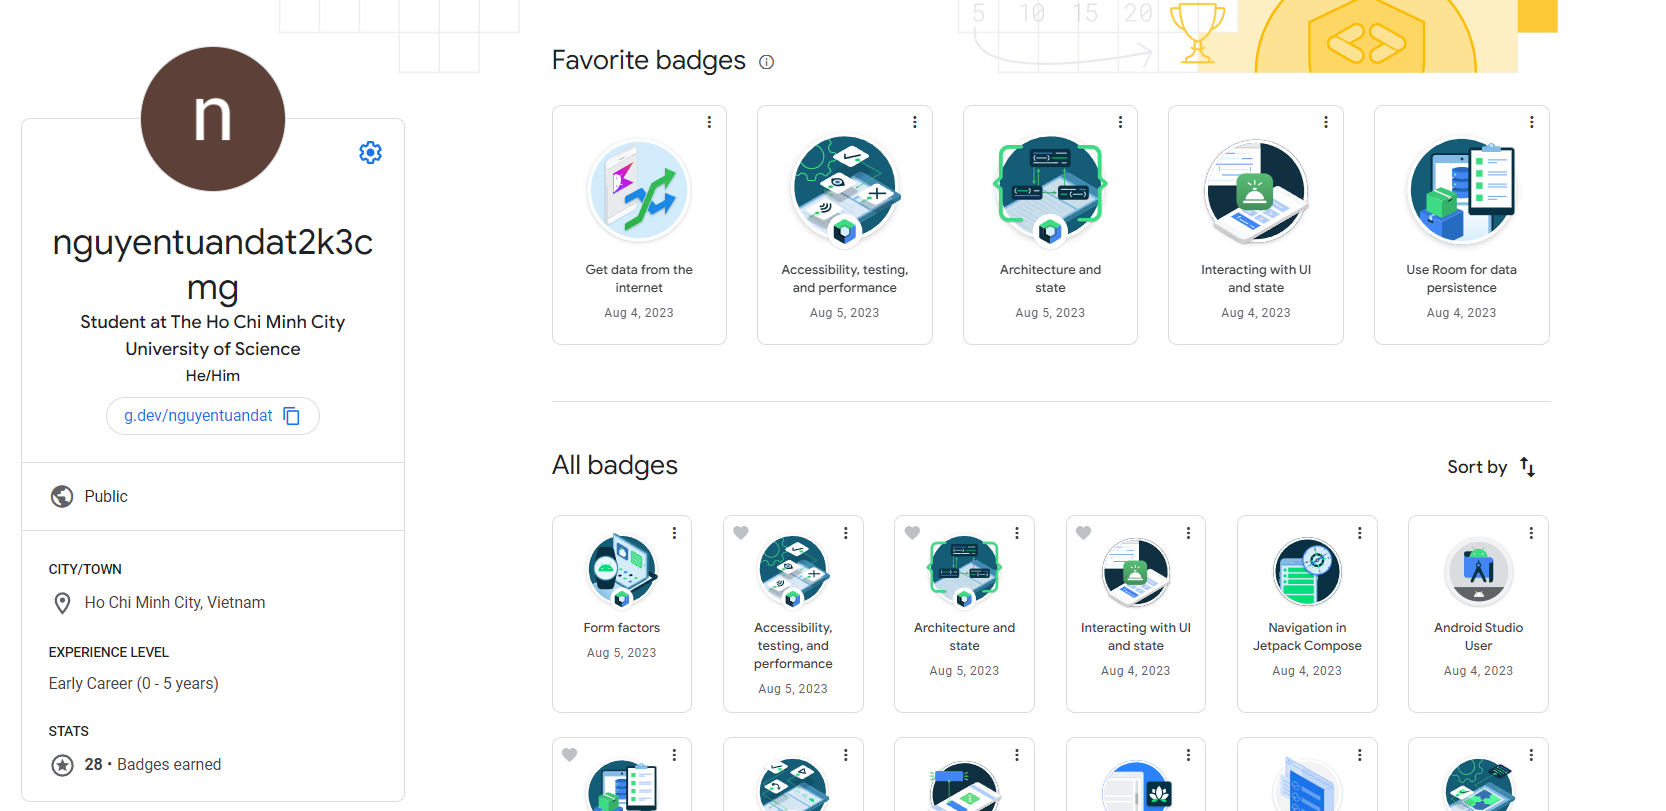 5 10 15 20
n
nguyentuandat2k3c
mg
Student at The Ho Chi Minh City
University of Science
He/Him
g.dev/nguyentuandat
Public
CITY/TOWN
Ho Chi Minh City, Vietnam
EXPERIENCE LEVEL
Early Career (0 - 5 years)
STATS
28 • Badges earned
Favorite badges
Get data from the
internet
Aug 4, 2023
Accessibility, testing,
and performance
Aug 5, 2023
Architecture and
state
Aug 5, 2023
Interacting with UI
and state
Aug 4, 2023
Use Room for data
persistence
Aug 4, 2023
All badges
Sort by
Form factors
Aug 5, 2023
Accessibility,
testing, and
performance
Aug 5, 2023
Architecture and
state
Aug 5, 2023
Interacting with UI
and state
Aug 4, 2023
Navigation in
Jetpack Compose
Aug 4, 2023
Android Studio
User
Aug 4, 2023